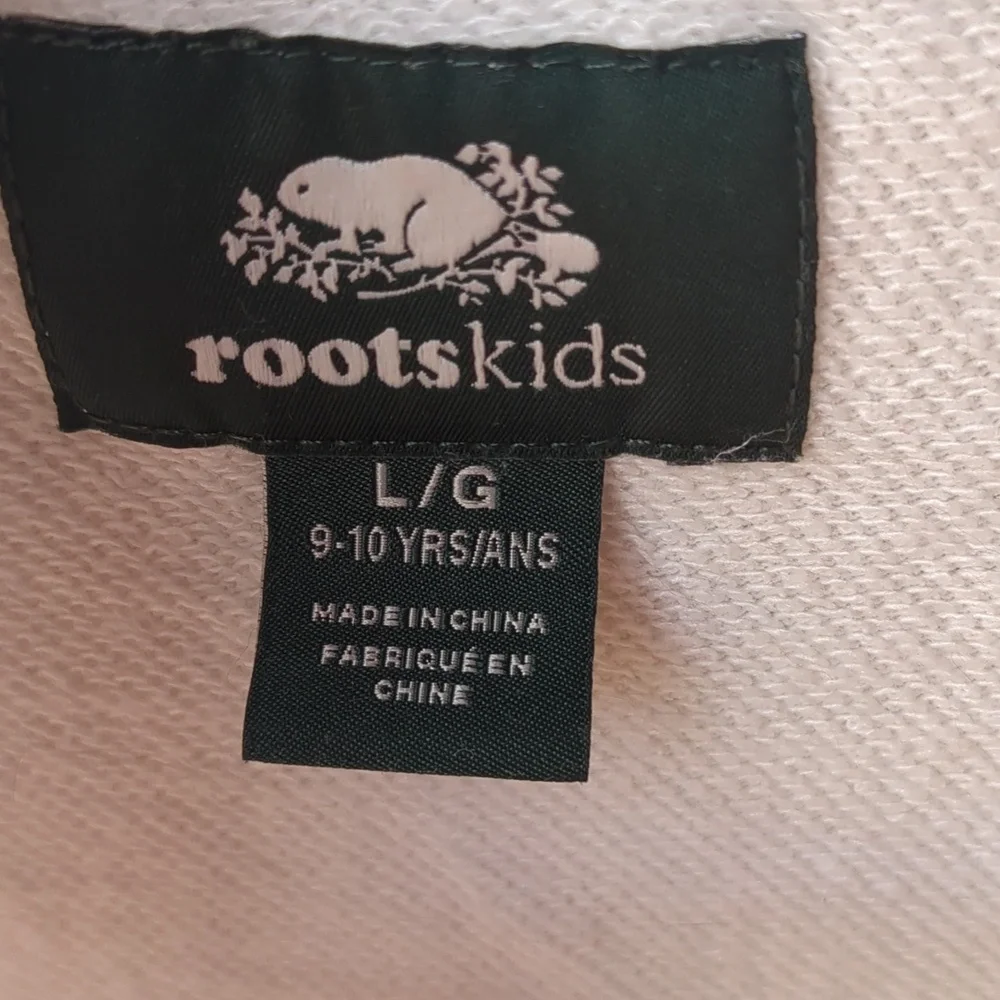 rootskids
L/G
9-10 YRS/ANS
MADE IN CHINA
FABRIQUÉ EN
CHINE